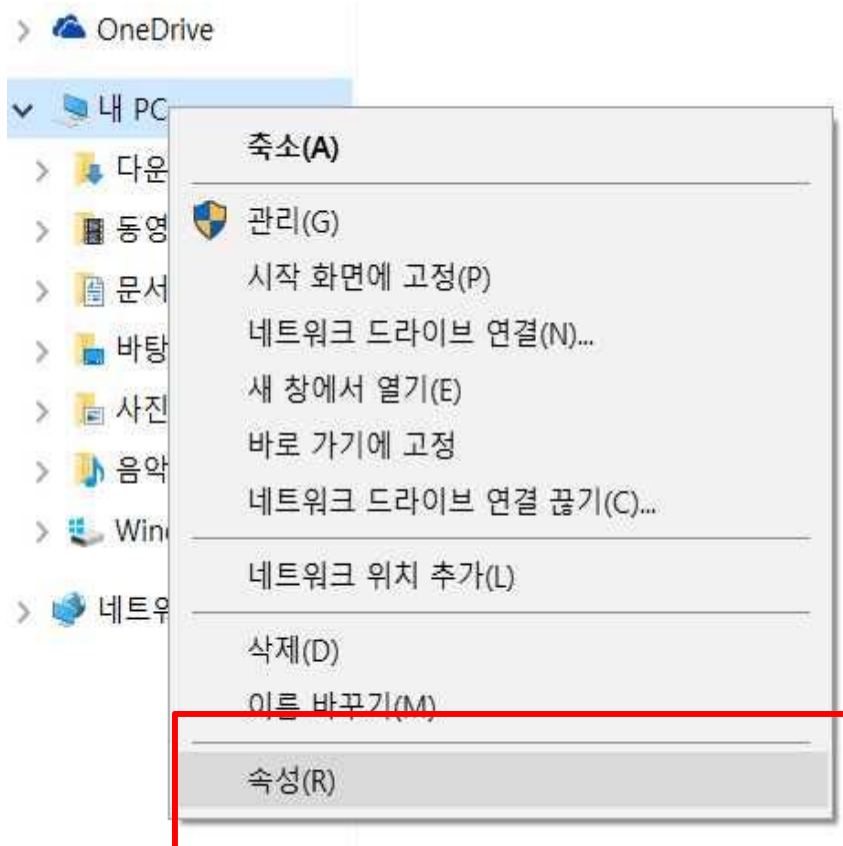 OneDrive
내 PC
축소(A)
다운
관리(G)
동영
시작 화면에 고정(P)
문서
네트워크 드라이브 연결(N)...
바탕
새 창에서 열기(E)
사진
바로 가기에 고정
음악
네트워크 드라이브 연결 끊기(C)...
Win
네트워크 위치 추가(L)
네트
삭제(D)
이름 바꾸기(M)
속성(R)